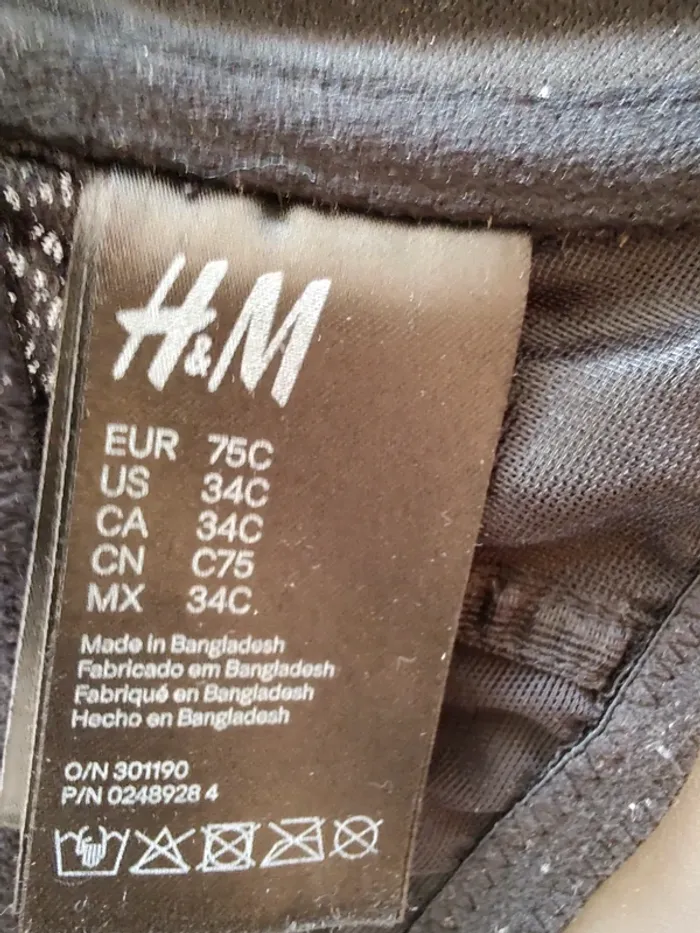 H&M
EUR 75C
US 34C
CA 34C
CN C75
MX 34C
Made in Bangladesh
Fabricado em Bangladesh
Fabriqué en Bangladesh
Hecho en Bangladesh
O/N 301190
P/N 0248928 4